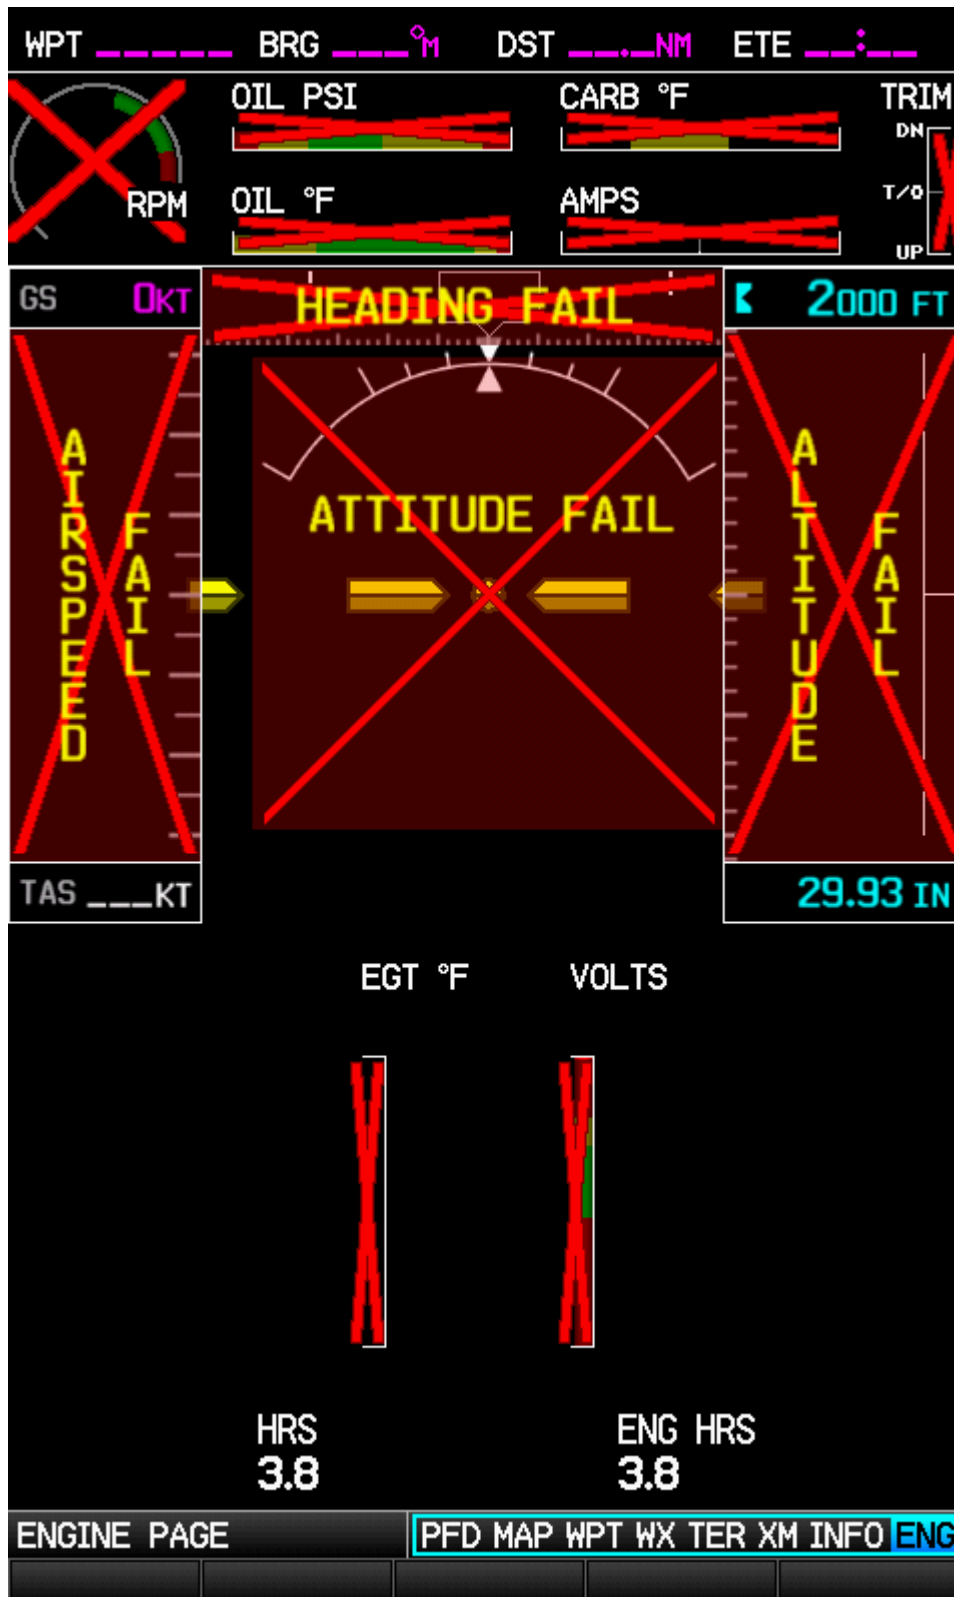 WPT _____ BRG ___°M DST __._NM ETE __:__
OIL PSI CARB °F TRIM
DN
RPM OIL °F AMPS T/O
UP
GS 0KT HEADING FAIL 2000 FT
AIRSPEED FAIL
ATTITUDE FAIL
ALTITUDE FAIL
TAS ___KT 29.93 IN
EGT °F VOLTS
HRS ENG HRS
3.8 3.8
ENGINE PAGE PFD MAP WPT WX TER XM INFO ENG